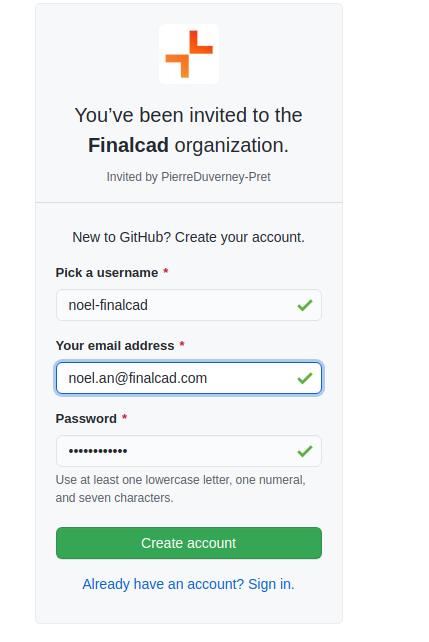 You’ve been invited to the
Finalcad organization.
Invited by PierreDuverney-Pret
New to GitHub? Create your account.
Pick a username *
noel-finalcad
Your email address *
noel.an@finalcad.com
Password *
••••••••••••
Use at least one lowercase letter, one numeral,
and seven characters.
Create account
Already have an account? Sign in.